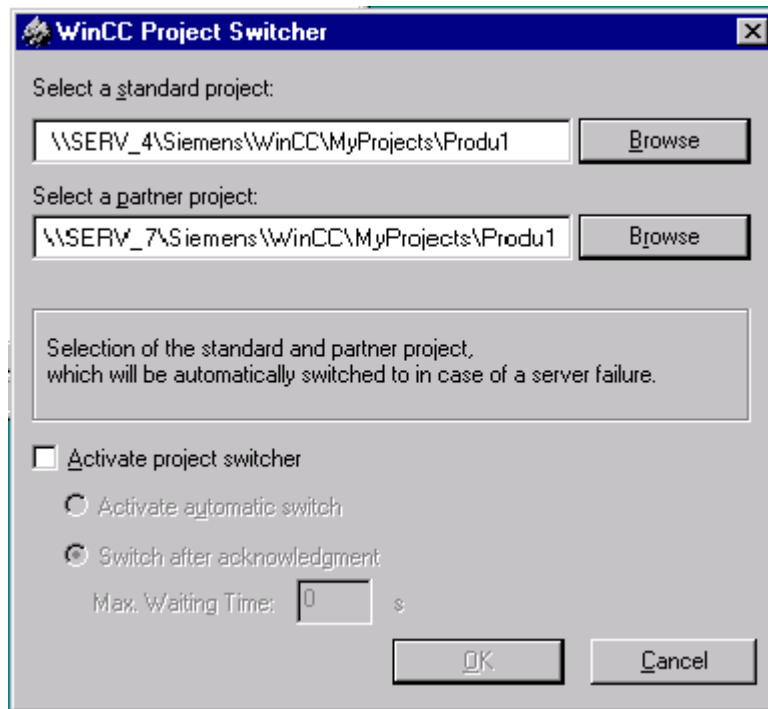 WinCC Project Switcher
Select a standard project:
\\SERV_4\Siemens\WinCC\MyProjects\Produ1
Browse
Select a partner project:
\\SERV_7\Siemens\WinCC\MyProjects\Produ1
Browse
Selection of the standard and partner project,
which will be automatically switched to in case of a server failure.
Activate project switcher
Activate automatic switch
Switch after acknowledgment
Max. Waiting Time: 0 s
OK
Cancel